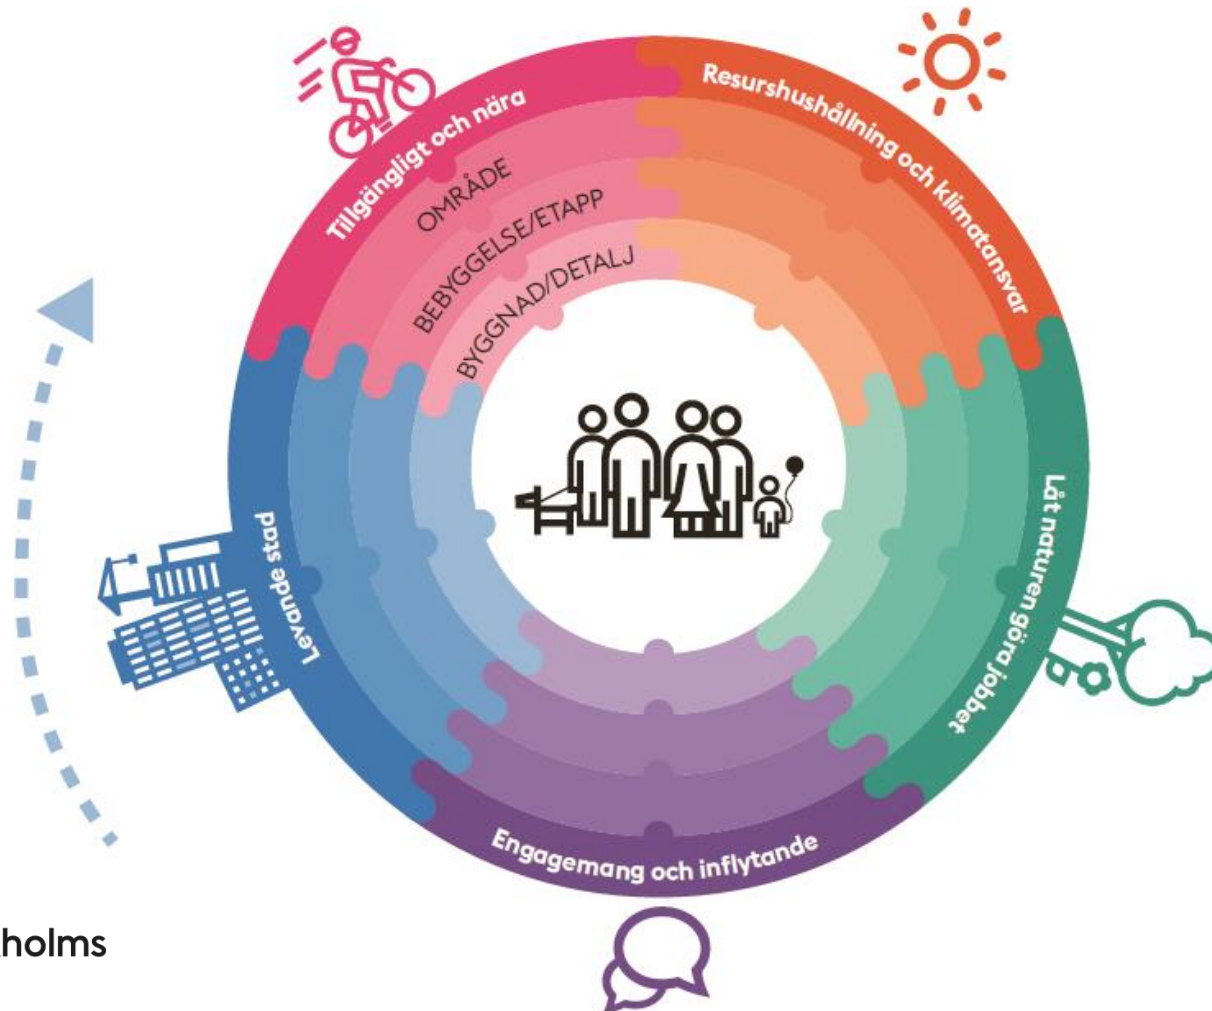 Tillgängligt och nära
Resurshushållning och klimatansvar
OMRÅDE
BEBYGGELSE/ETAPP
BYGGNAD/DETALJ
Levande stad
Låt naturen göra jobbet
Engagemang och inflytande
holms